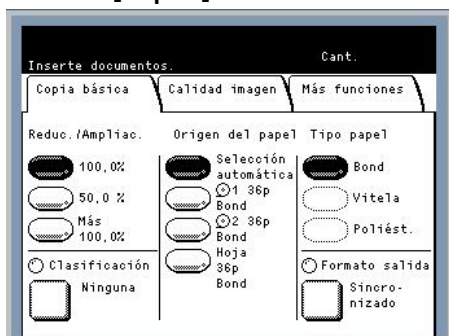 Inserte documentos.
Cant.
Copia básica
Calidad imagen
Más funciones
Reduc./Ampliac.
100,0%
50,0 %
Más
100,0%
Clasificación
Ninguna
Origen del papel
Selección
automática
1 36p
Bond
2 36p
Bond
Hoja
36p
Bond
Tipo papel
Bond
Vitela
Poliést.
Formato salida
Sincro-
nizado